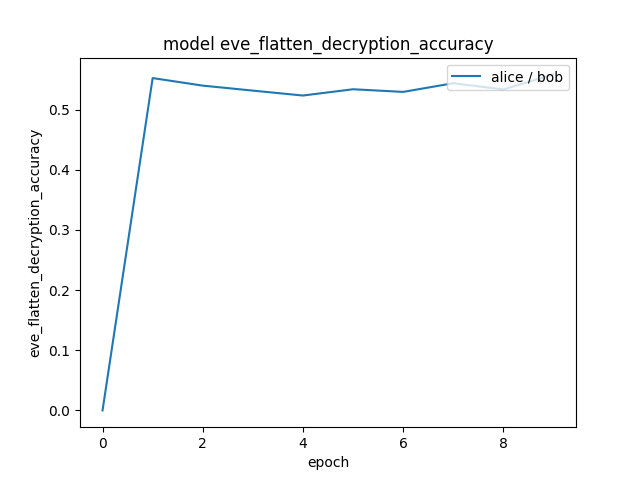 model eve_flatten_decryption_accuracy
alice / bob
eve_flatten_decryption_accuracy
0.5
0.4
0.3
0.2
0.1
0.0
0 2 4 6 8
epoch